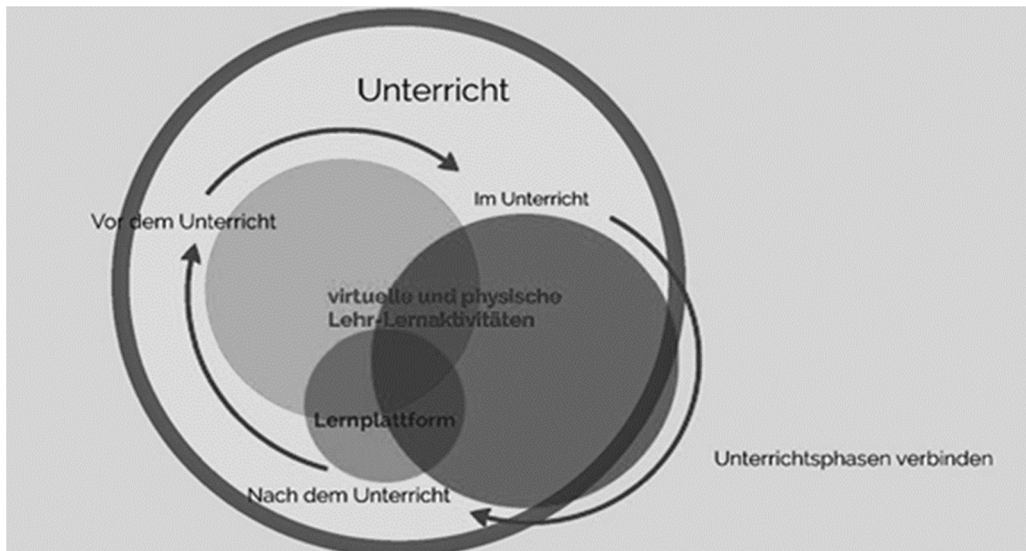 Unterricht
Im Unterricht
Vor dem Unterricht
virtuelle und physische
Lehr-Lernaktivitäten
Lernplattform
Unterrichtsphasen verbinden
Nach dem Unterricht